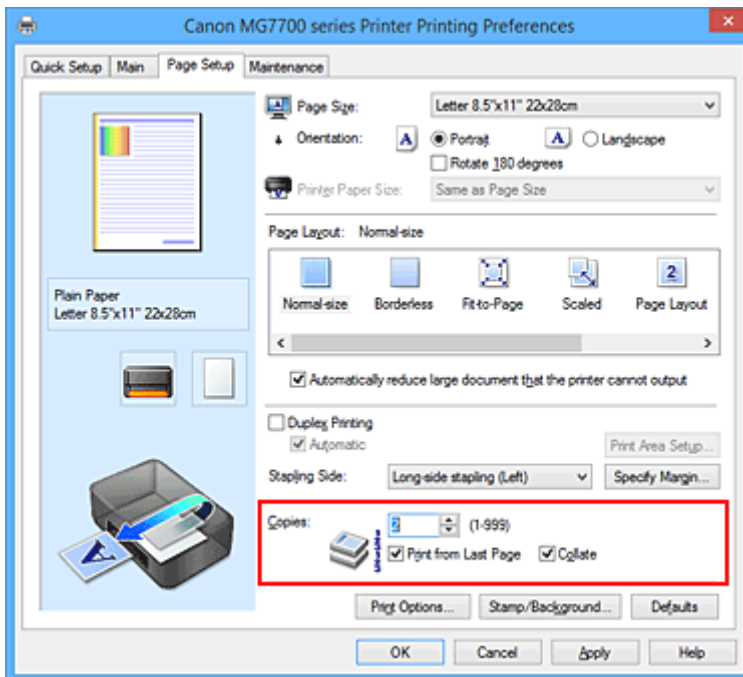 Canon MG7700 series Printer Printing Preferences
Quick Setup Main Page Setup Maintenance
Page Size: Letter 8.5"x11" 22x28cm
Orientation: A Portrait A Landscape
Rotate 180 degrees
Printer Paper Size: Same as Page Size
Page Layout: Normal-size
2
Normal-size Borderless Fit-to-Page Scaled Page Layout
Plain Paper
Letter 8.5"x11" 22x28cm
Automatically reduce large document that the printer cannot output
Duplex Printing
Automatic
Print Area Setup...
Stapling Side: Long-side stapling (Left) Specify Margin...
Copies: 2 (1-999)
Print from Last Page Collate
A
Print Options... Stamp/Background... Defaults
OK Cancel Apply Help